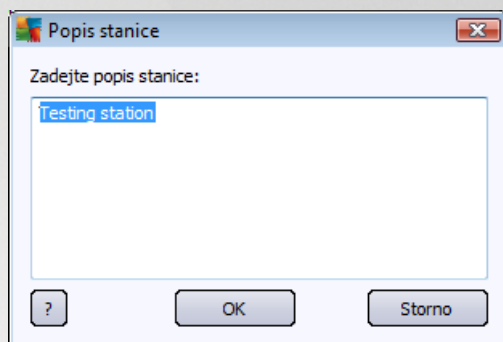 Popis stanice
Zadejte popis stanice:
Testing station
?
OK
Storno